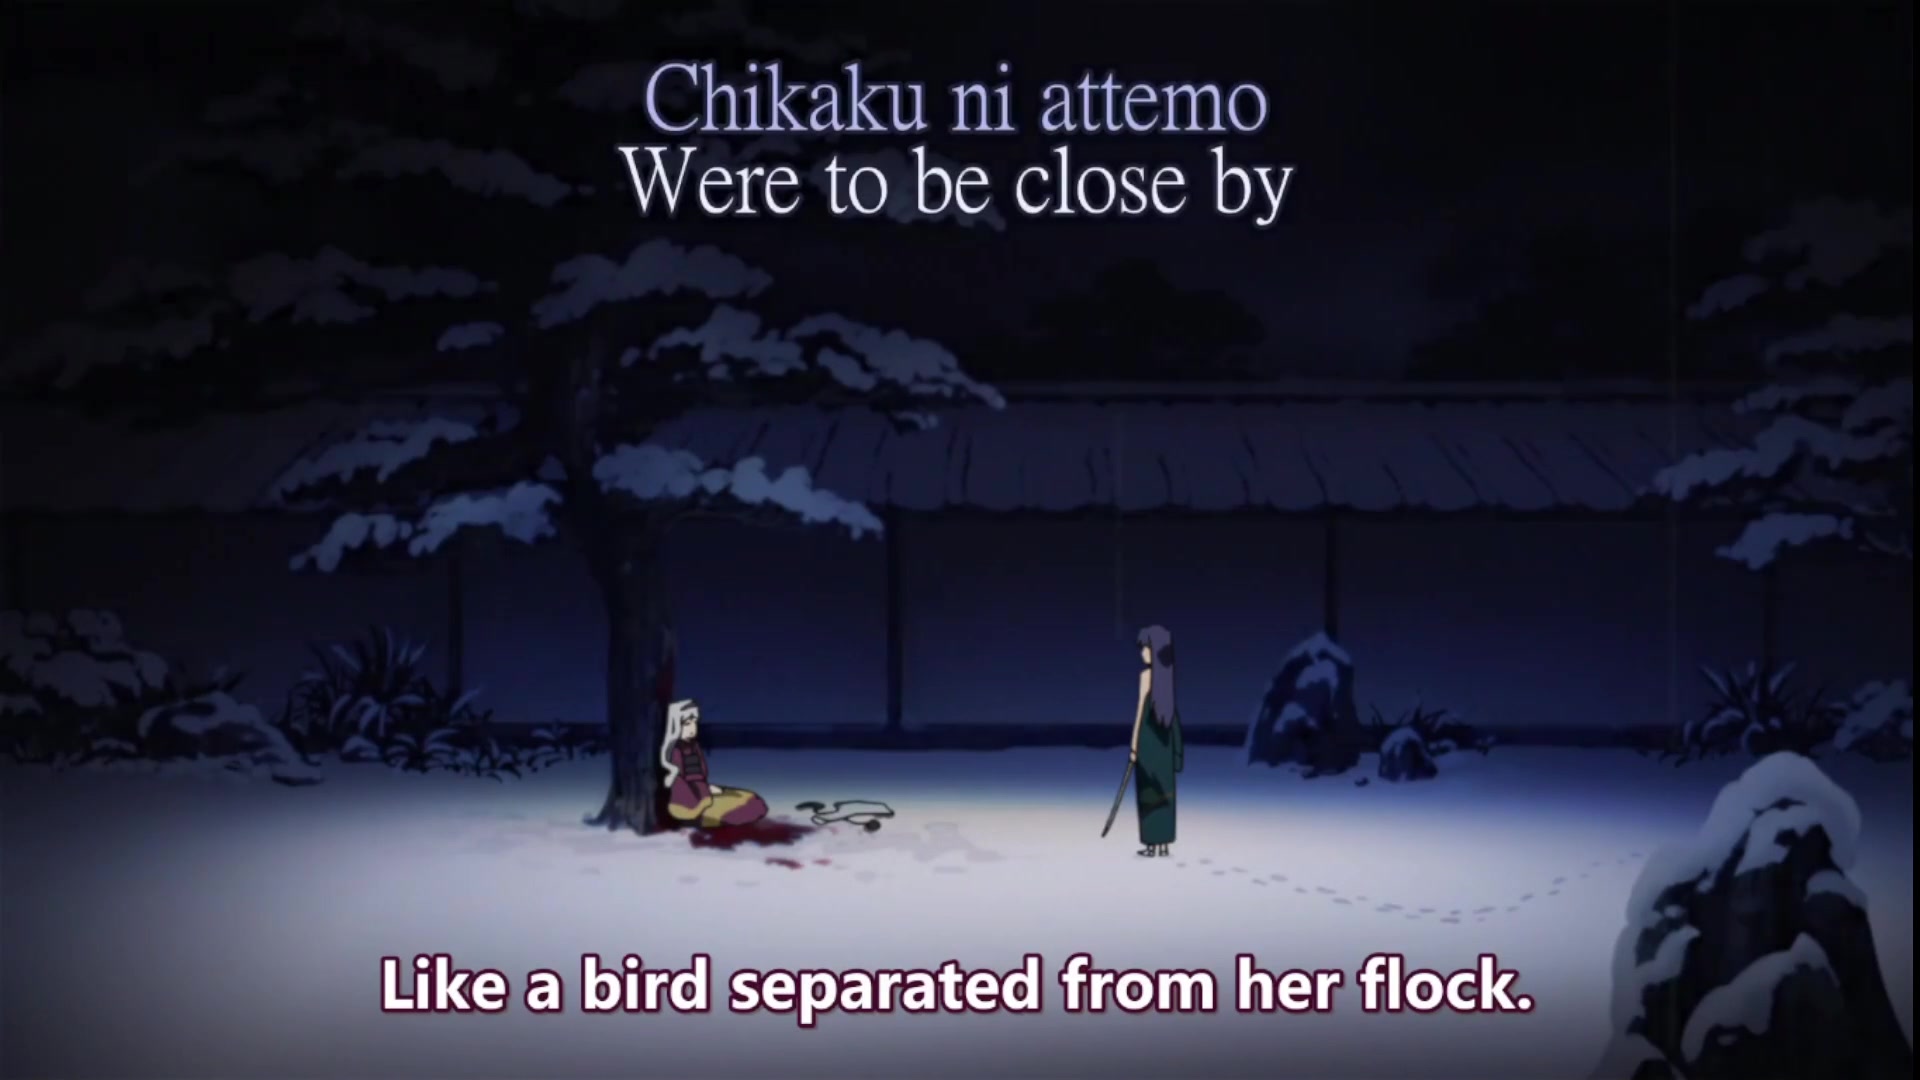 Chikaku ni attemo
Were to be close by
Like a bird separated from her flock.